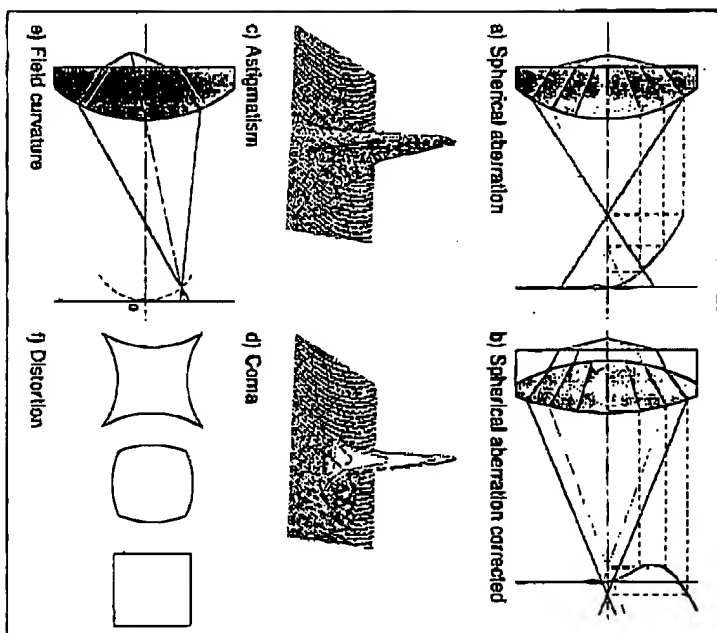 a) Spherical aberration
b) Spherical aberration corrected
c) Astigmatism
d) Coma
e) Field curvature
f) Distortion